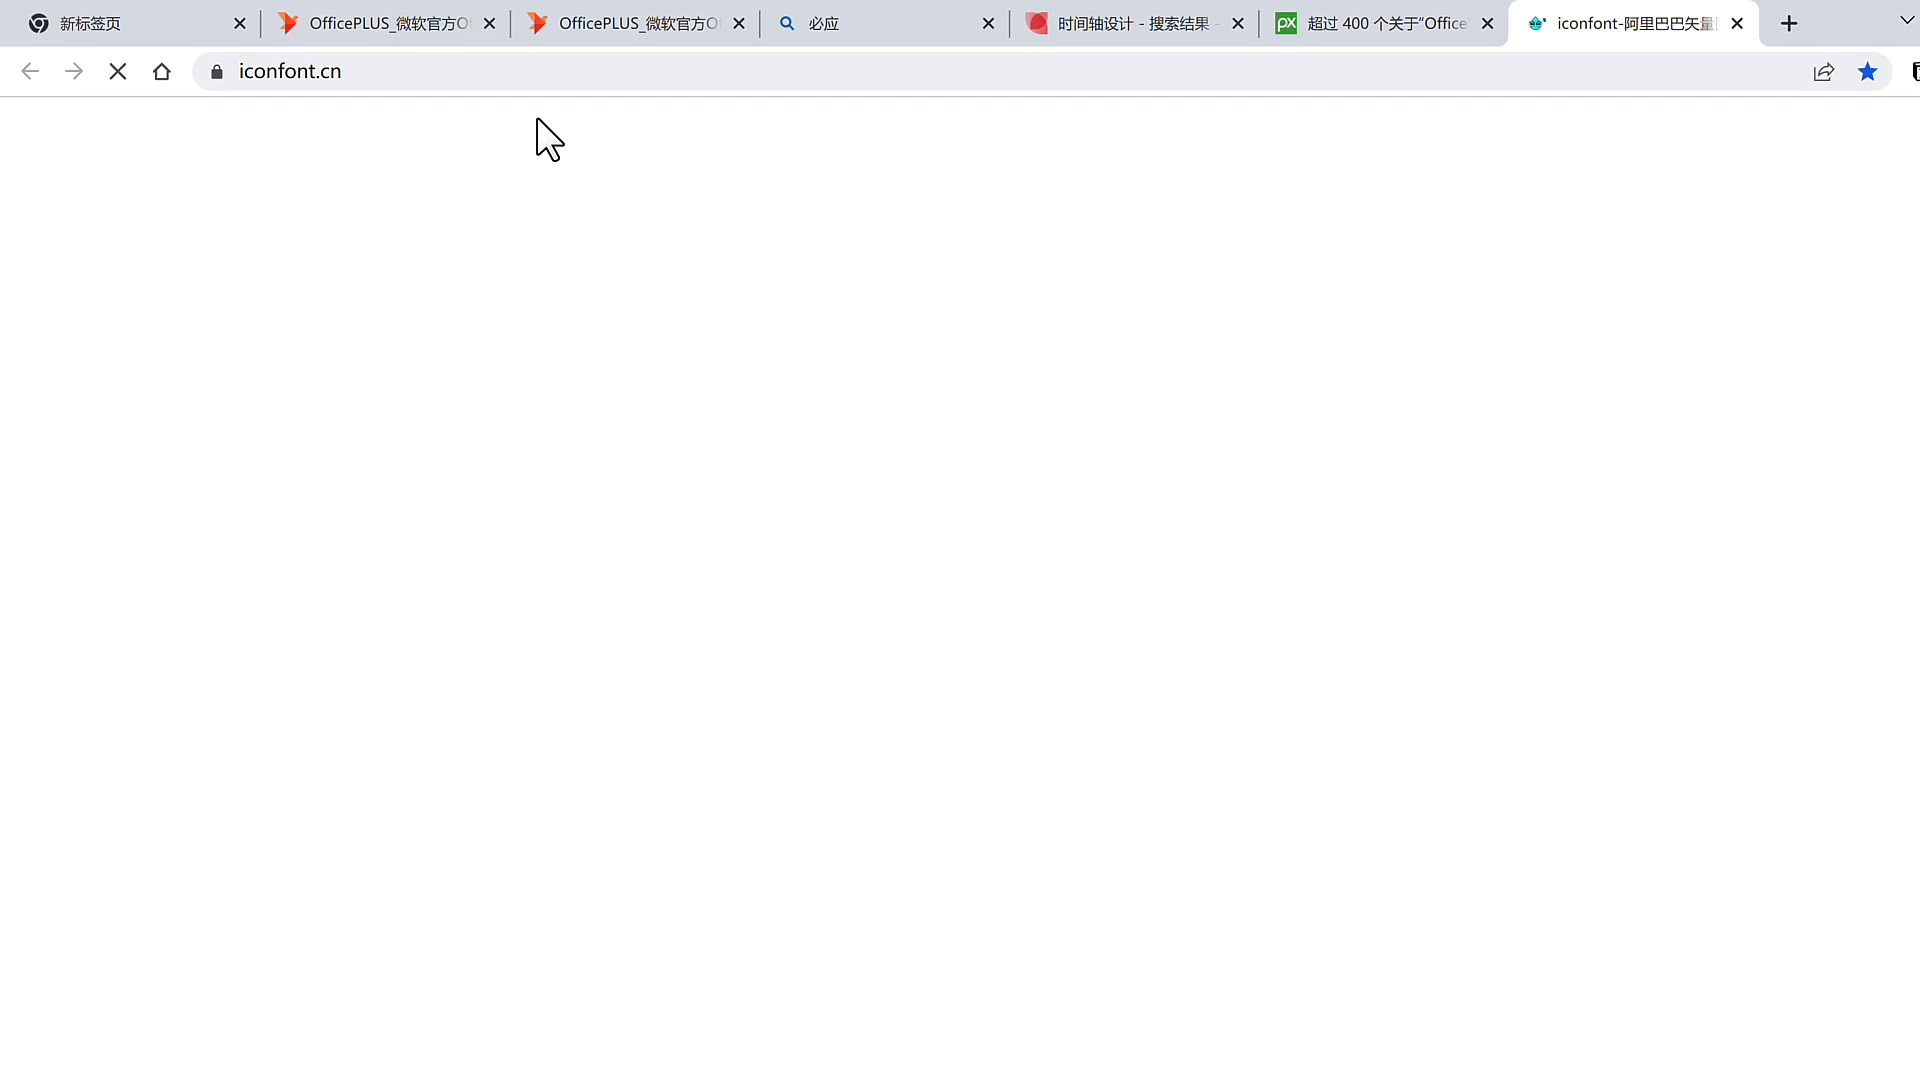 新标签页
OfficePLUS_微软官方O
OfficePLUS_微软官方O
必应
时间轴设计 - 搜索结果 -
px
超过 400 个关于“Office
iconfont-阿里巴巴矢量
iconfont.cn